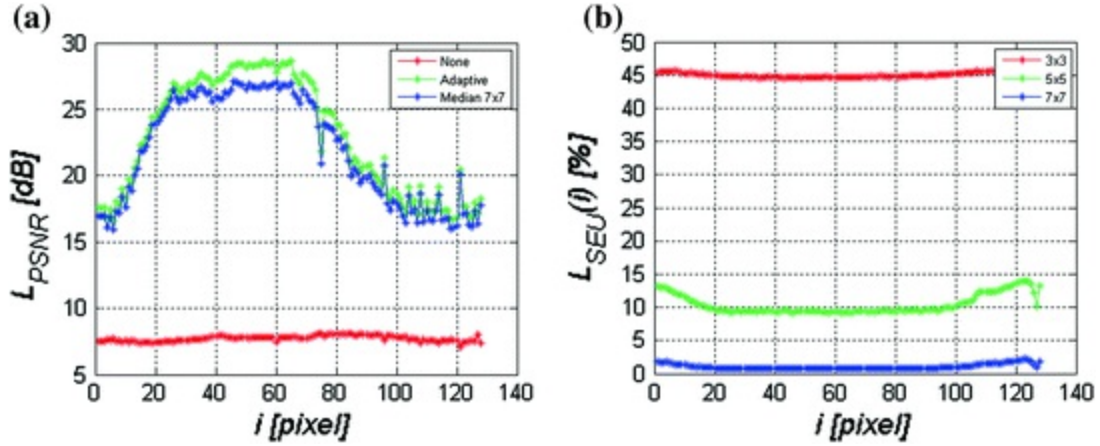 (a)
30
25
20
15
10
5
0 20 40 60 80 100 120 140
L_PSNR [dB]
i [pixel]
None
Adaptive
Median 7x7
(b)
50
45
40
35
30
25
20
15
10
5
0
0 20 40 60 80 100 120 140
L_SEU(i) [%]
i [pixel]
3x3
5x5
7x7